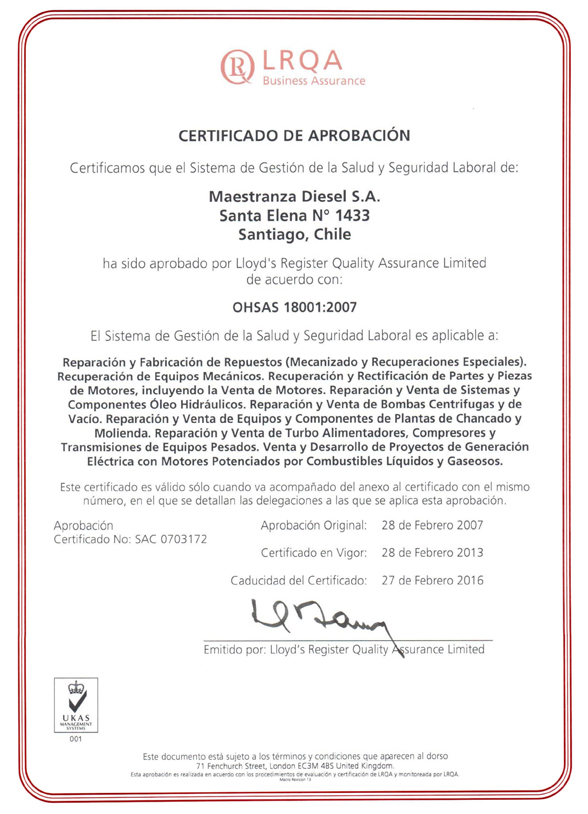 LRQA
Business Assurance
CERTIFICADO DE APROBACIÓN
Certificamos que el Sistema de Gestión de la Salud y Seguridad Laboral de:
Maestranza Diesel S.A.
Santa Elena N° 1433
Santiago, Chile
ha sido aprobado por Lloyd's Register Quality Assurance Limited
de acuerdo con:
OHSAS 18001:2007
El Sistema de Gestión de la Salud y Seguridad Laboral es aplicable a:
Reparación y Fabricación de Repuestos (Mecanizado y Recuperaciones Especiales).
Recuperación de Equipos Mecánicos. Recuperación y Rectificación de Partes y Piezas
de Motores, incluyendo la Venta de Motores. Reparación y Venta de Sistemas y
Componentes Óleo Hidráulicos. Reparación y Venta de Bombas Centrifugas y de
Vacío. Reparación y Venta de Equipos y Componentes de Plantas de Chancado y
Molienda. Reparación y Venta de Turbo Alimentadores, Compresores y
Transmisiones de Equipos Pesados. Venta y Desarrollo de Proyectos de Generación
Eléctrica con Motores Potenciados por Combustibles Líquidos y Gaseosos.
Este certificado es válido sólo cuando va acompañado del anexo al certificado con el mismo
número, en el que se detallan las delegaciones a las que se aplica esta aprobación.
Aprobación
Certificado No: SAC 0703172
Aprobación Original: 28 de Febrero 2007
Certificado en Vigor: 28 de Febrero 2013
Caducidad del Certificado: 27 de Febrero 2016
Emitido por: Lloyd's Register Quality Assurance Limited
UKAS
MANAGEMENT
SYSTEMS
001
Este documento está sujeto a los términos y condiciones que aparecen al dorso
71 Fenchurch Street, London EC3M 4BS United Kingdom.
Esta aprobación es realizada en acuerdo con los procedimientos de evaluación y certificación de LRQA y monitoreada por LRQA.